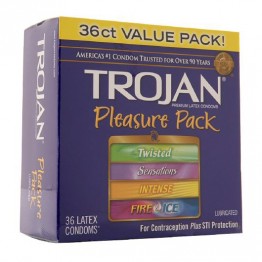 36ct VALUE PACK!
AMERICA'S #1 CONDOM TRUSTED FOR OVER 90 YEARS
TROJAN
PREMIUM LATEX CONDOMS
Pleasure Pack
Twisted
Sensations
INTENSE
FIRE & ICE
36 LATEX
CONDOMS
LUBRICATED
For Contraception Plus STI Protection
TROJAN
Pleasure
Pack